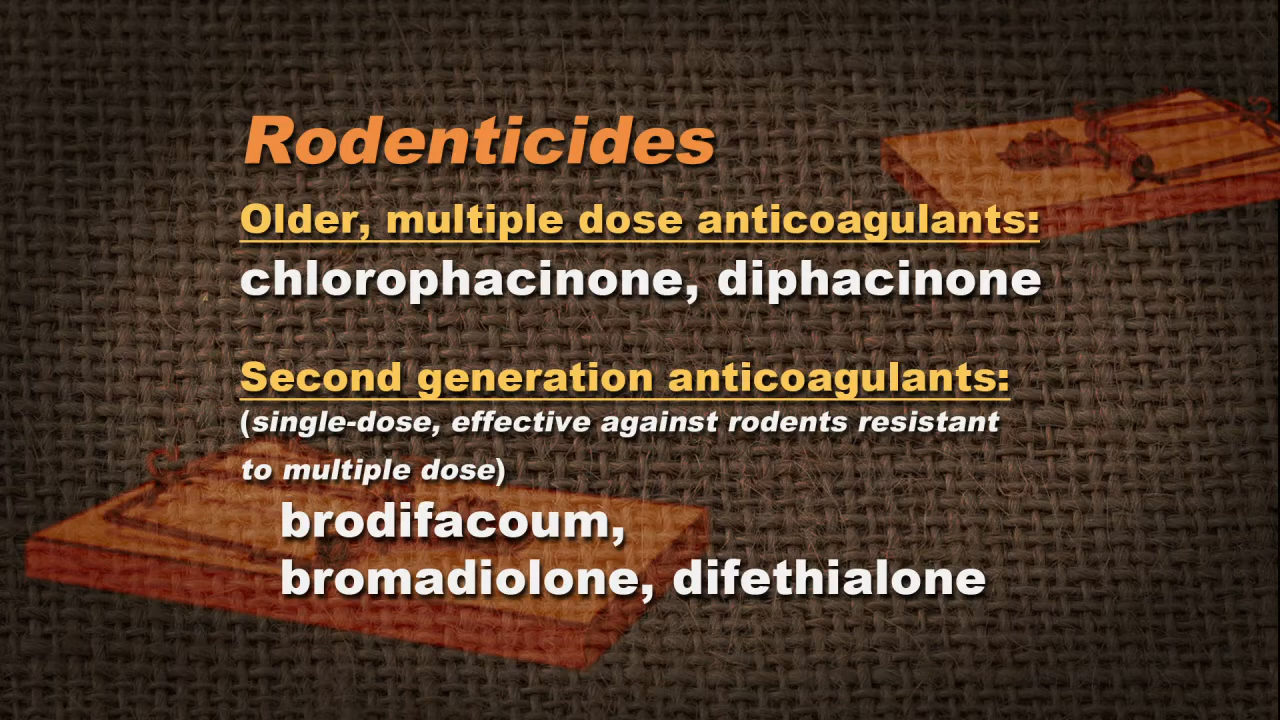 Rodenticides
Older, multiple dose anticoagulants:
chlorophacinone, diphacinone
Second generation anticoagulants:
(single-dose, effective against rodents resistant
to multiple dose)
brodifacoum,
bromadiolone, difethialone